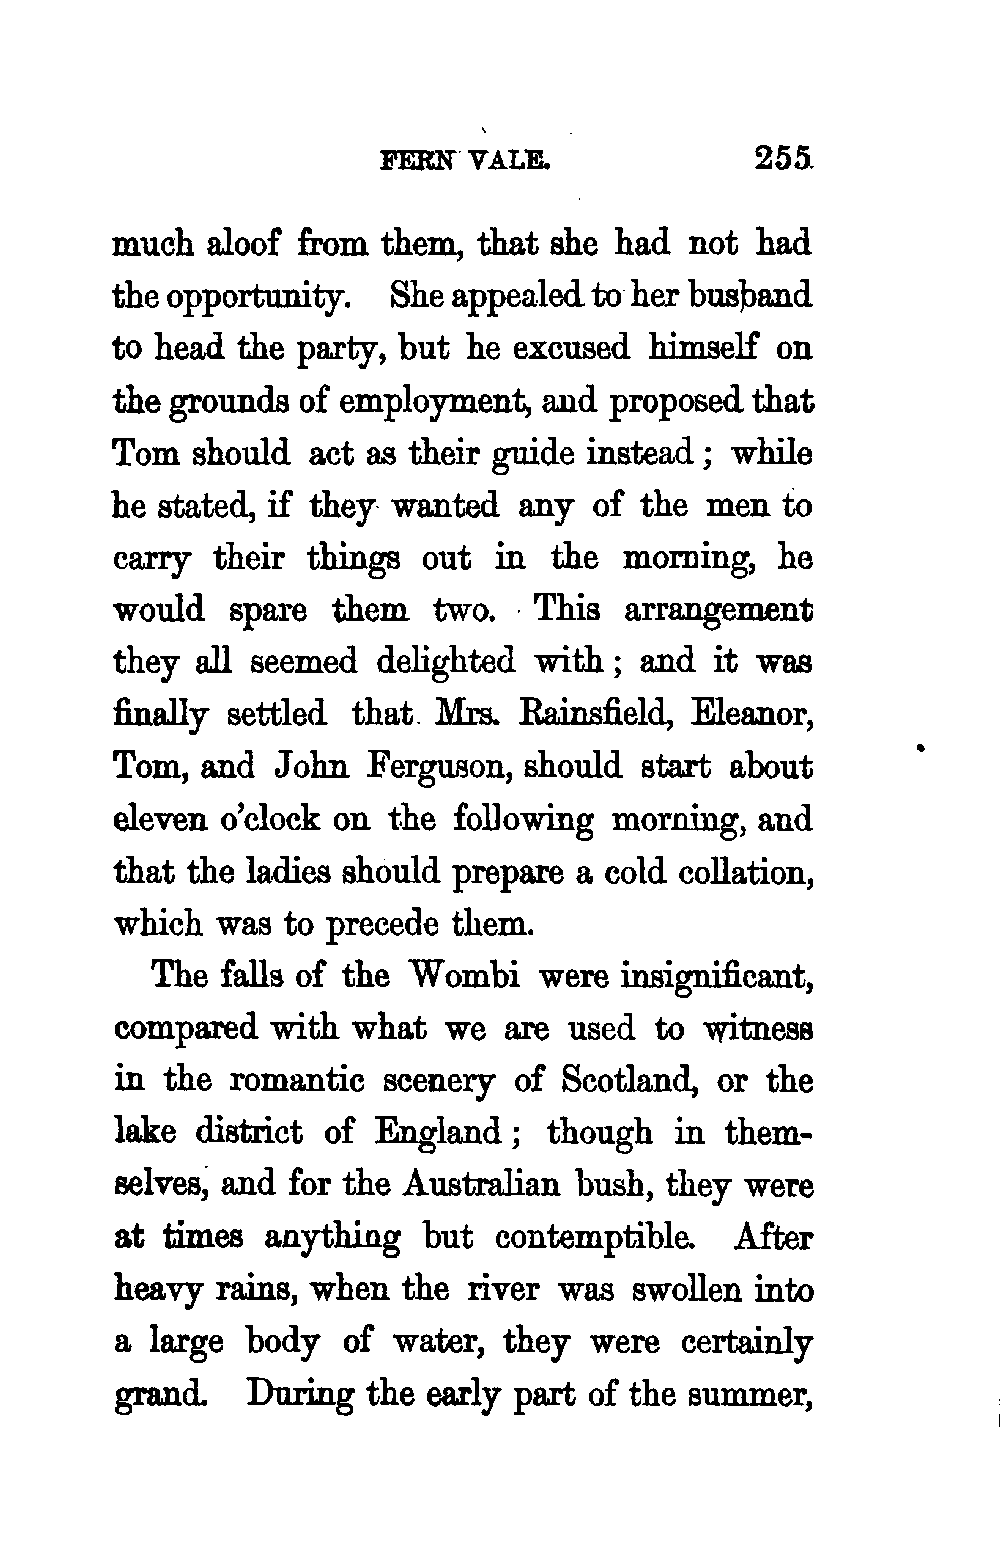 FERN VALE. 255
much aloof from them, that she had not had
the opportunity. She appealed to her busband
to head the party, but he excused himself on
the grounds of employment, and proposed that
Tom should act as their guide instead; while
he stated, if they wanted any of the men to
carry their things out in the morning, he
would spare them two. This arrangement
they all seemed delighted with; and it was
finally settled that Mrs. Rainsfield, Eleanor,
Tom, and John Ferguson, should start about
eleven o'clock on the following morning, and
that the ladies should prepare a cold collation,
which was to precede them.
The falls of the Wombi were insignificant,
compared with what we are used to witness
in the romantic scenery of Scotland, or the
lake district of England; though in them-
selves, and for the Australian bush, they were
at times anything but contemptible. After
heavy rains, when the river was swollen into
a large body of water, they were certainly
grand. During the early part of the summer,